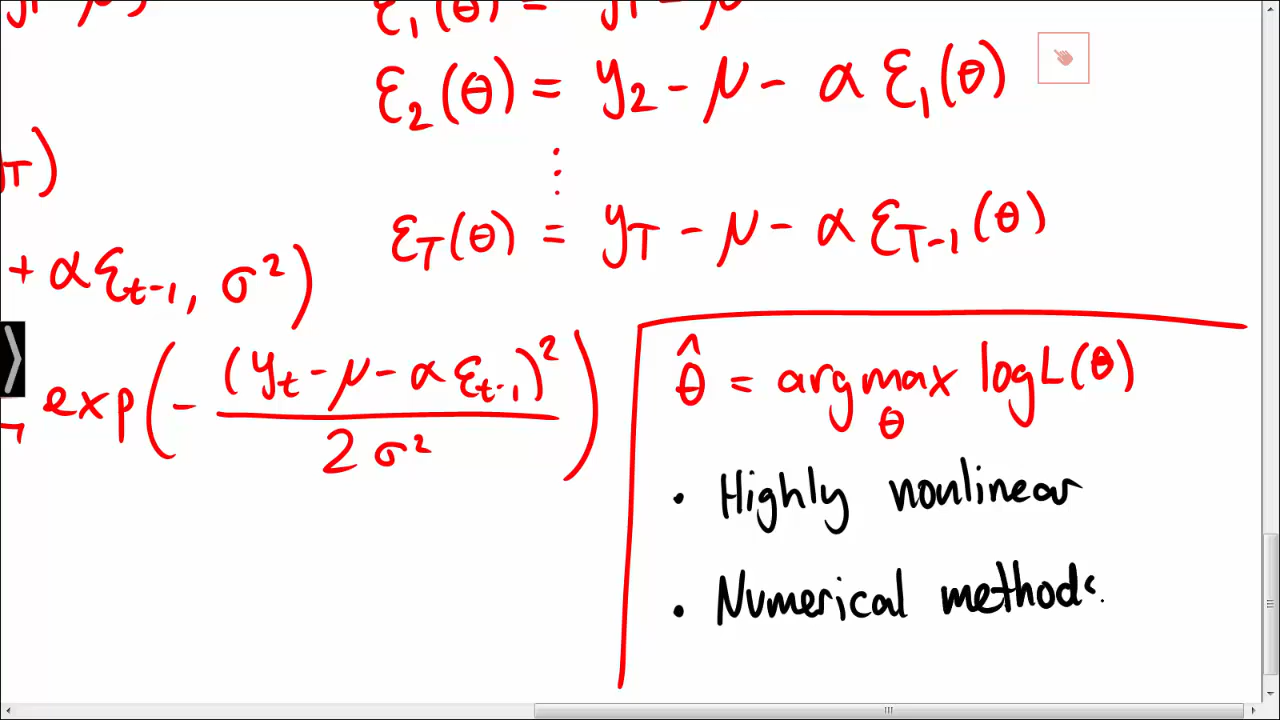 ε₂(θ) = y₂ - μ - α ε₁(θ)
⋮
ε_T(θ) = y_T - μ - α ε_{T-1}(θ)
+ α ε_{t-1}, σ²)
exp(- (y_t - μ - α ε_{t-1})² / 2σ²)
θ̂ = argmax_θ log L(θ)
• Highly nonlinear
• Numerical methods